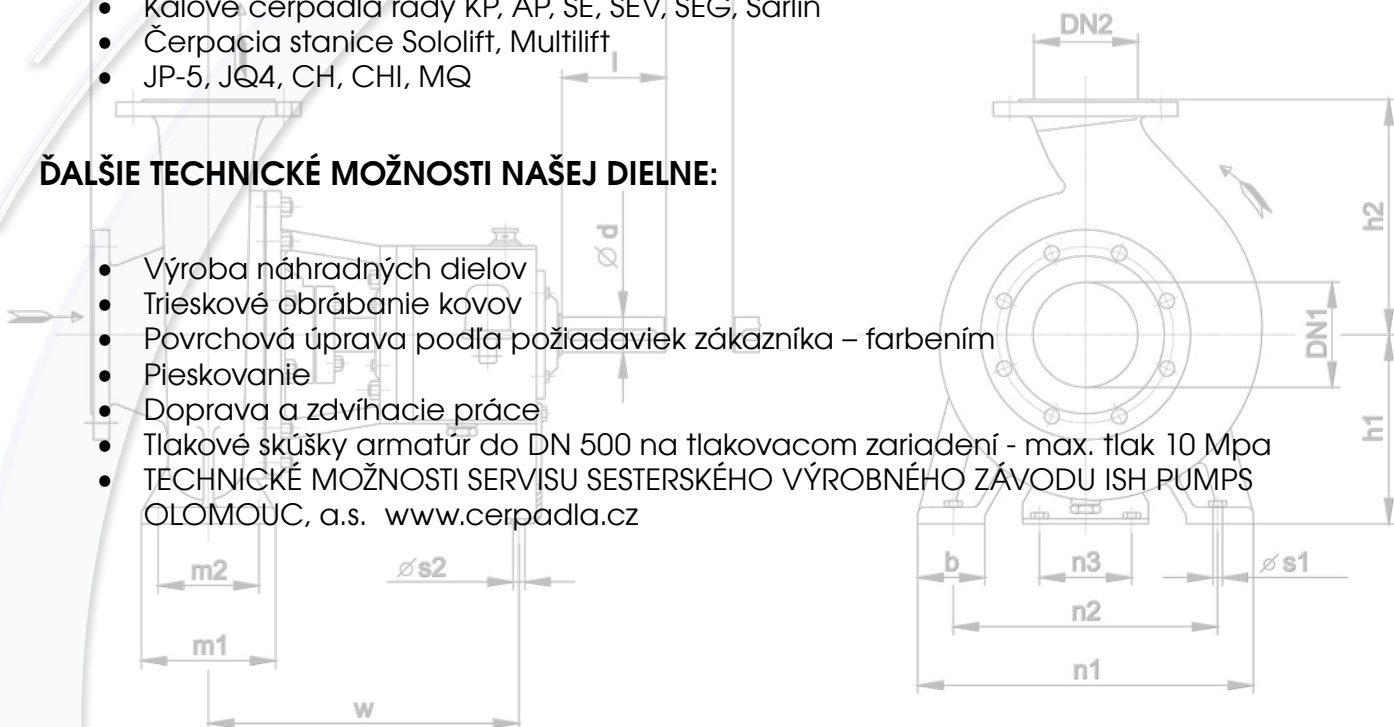 • Kalové čerpadlá rady KP, AP, SE, SEV, SEG, Sarlin
• Čerpacia stanice Sololift, Multilift
• JP-5, JQ4, CH, CHI, MQ
ĎALŠIE TECHNICKÉ MOŽNOSTI NAŠEJ DIELNE:
• Výroba náhradných dielov
• Trieskové obrábanie kovov
• Povrchová úprava podľa požiadaviek zákazníka – farbením
• Pieskovanie
• Doprava a zdvíhacie práce
• Tlakové skúšky armatúr do DN 500 na tlakovacom zariadení - max. tlak 10 Mpa
• TECHNICKÉ MOŽNOSTI SERVISU SESTERSKÉHO VÝROBNÉHO ZÁVODU ISH PUMPS
OLOMOUC, a.s. www.cerpadla.cz
l
Ø d
m2
Ø s2
m1
w
DN2
h2
DN1
h1
b
n3
Ø s1
n2
n1